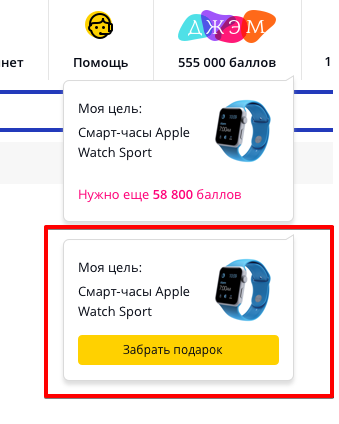 ДЖЭМ
нет
Помощь
555 000 баллов
1
Моя цель:
Смарт-часы Apple
Watch Sport
Нужно еще 58 800 баллов
Моя цель:
Смарт-часы Apple
Watch Sport
Забрать подарок